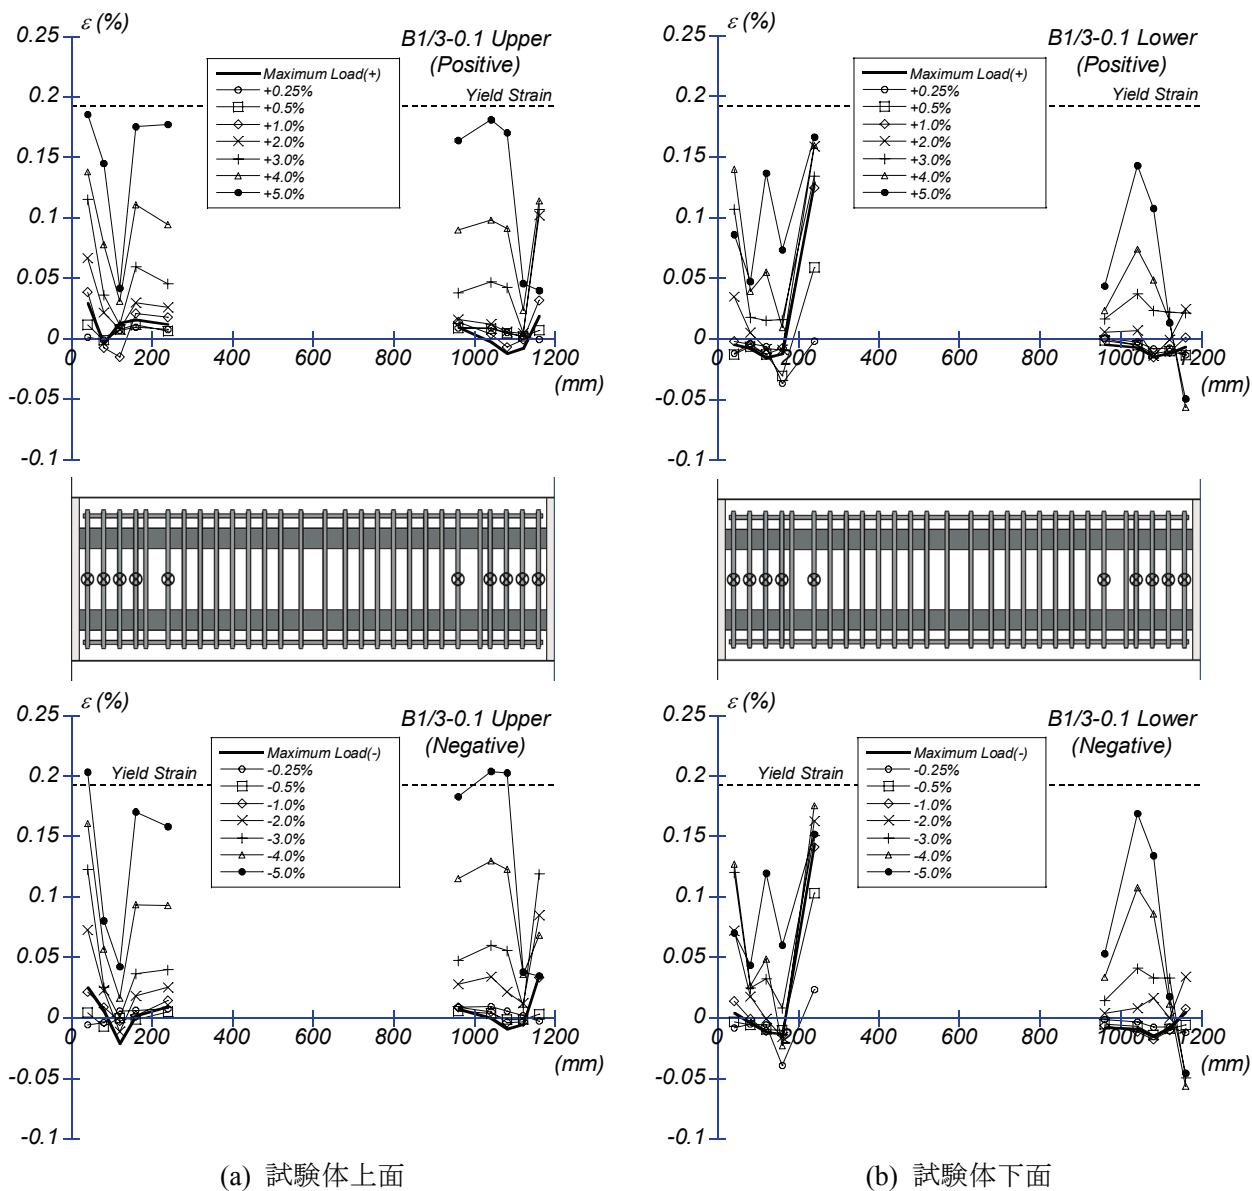 ε (%)
0.25
0.2
0.15
0.1
0.05
0
-0.05
-0.1
B1/3-0.1 Upper
(Positive)
Yield Strain
Maximum Load(+)
+0.25%
+0.5%
+1.0%
+2.0%
+3.0%
+4.0%
+5.0%
0 200 400 600 800 1000 1200
(mm)
ε (%)
0.25
0.2
0.15
0.1
0.05
0
-0.05
-0.1
B1/3-0.1 Lower
(Positive)
Yield Strain
Maximum Load(+)
+0.25%
+0.5%
+1.0%
+2.0%
+3.0%
+4.0%
+5.0%
0 200 400 600 800 1000 1200
(mm)
ε (%)
0.25
0.2
0.15
0.1
0.05
0
-0.05
-0.1
B1/3-0.1 Upper
(Negative)
Yield Strain
Maximum Load(-)
-0.25%
-0.5%
-1.0%
-2.0%
-3.0%
-4.0%
-5.0%
0 200 400 600 800 1000 1200
(mm)
ε (%)
0.25
0.2
0.15
0.1
0.05
0
-0.05
-0.1
B1/3-0.1 Lower
(Negative)
Yield Strain
Maximum Load(-)
-0.25%
-0.5%
-1.0%
-2.0%
-3.0%
-4.0%
-5.0%
0 200 400 600 800 1000 1200
(mm)
(a) 試験体上面
(b) 試験体下面